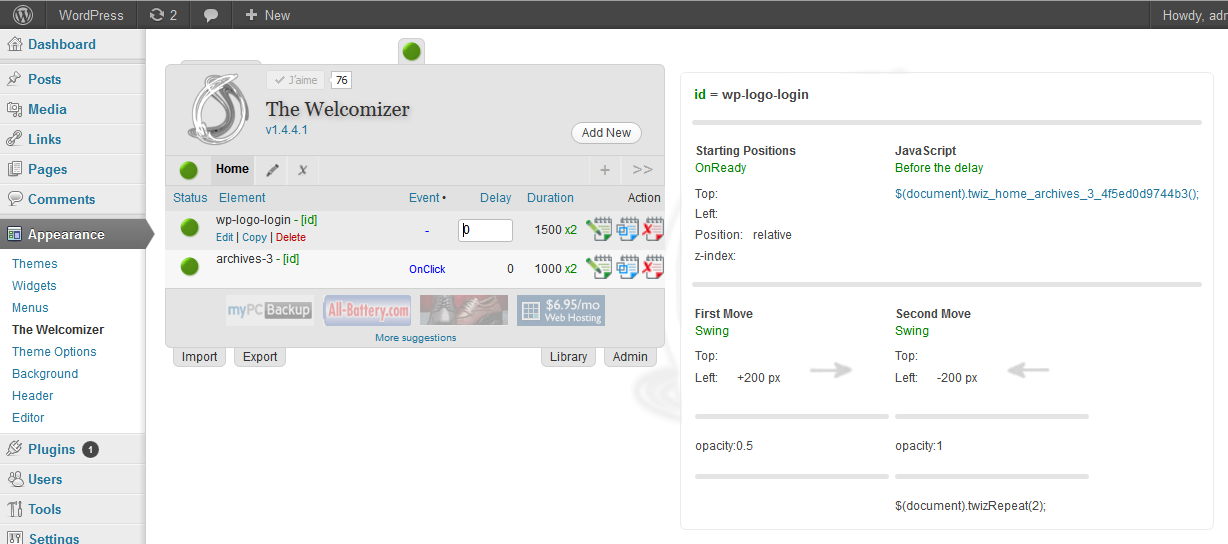 WordPress 2 + New Howdy, adr
Dashboard
Posts
Media
Links
Pages
Comments
Appearance
Themes
Widgets
Menus
The Welcomizer
Theme Options
Background
Header
Editor
Plugins 1
Users
Tools
Settings
J'aime 76
The Welcomizer
v1.4.4.1
Add New
Home x + >>
Status Element Event • Delay Duration Action
wp-logo-login - [id] - 0 1500 x2
Edit | Copy | Delete
archives-3 - [id] OnClick 0 1000 x2
myPCBackup All-Battery.com $6.95/mo Web Hosting
More suggestions
Import Export Library Admin
id = wp-logo-login
Starting Positions JavaScript
OnReady Before the delay
Top: $(document).twiz_home_archives_3_4f5ed0d9744b3();
Left:
Position: relative
z-index:
First Move Second Move
Swing Swing
Top: Top:
Left: +200 px Left: -200 px
opacity:0.5 opacity:1
$(document).twizRepeat(2);